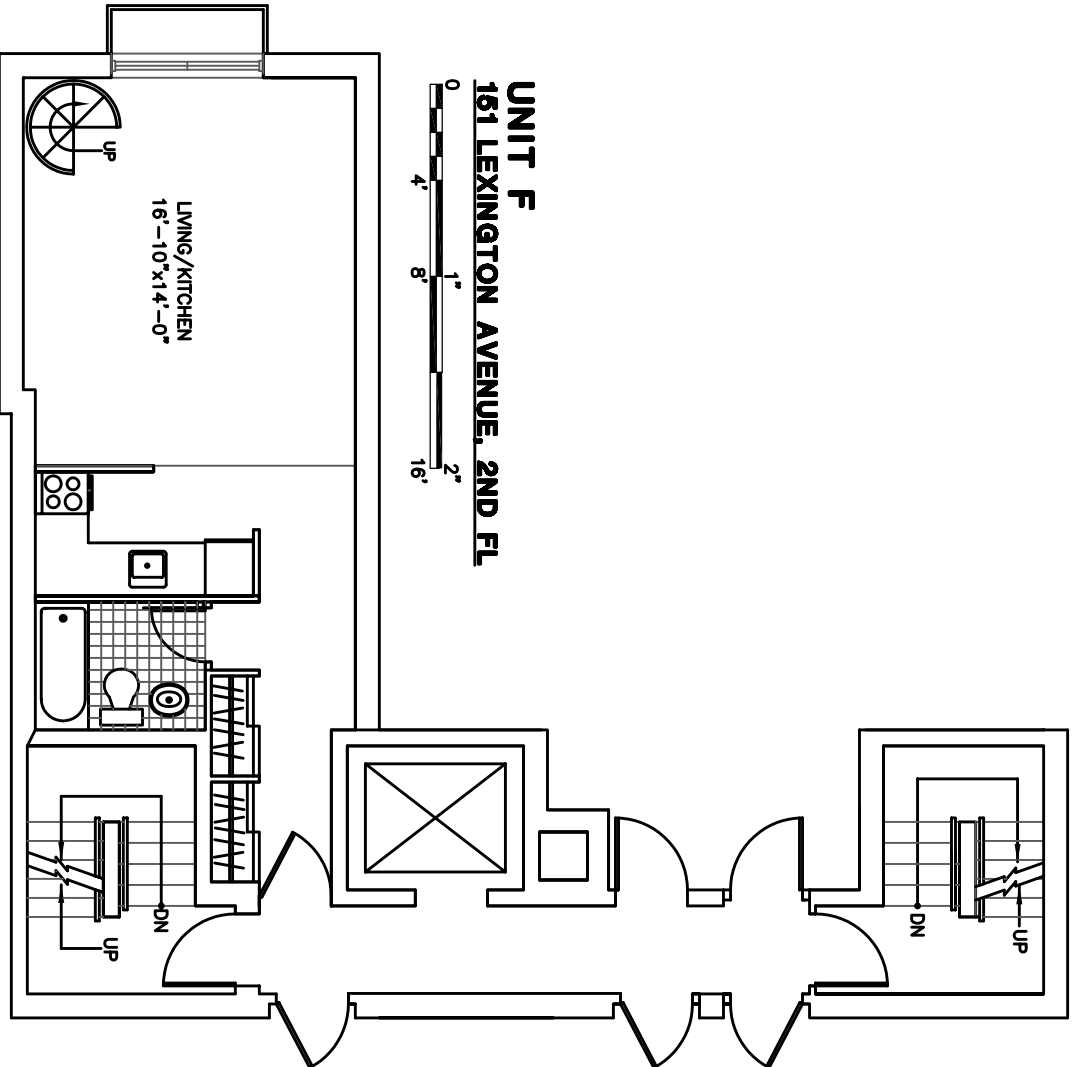 UNIT F
151 LEXINGTON AVENUE, 2ND FL
0 1" 2"
4' 8' 16'
LIVING/KITCHEN
16'-10"x14'-0"
UP
DN
UP
DN
UP